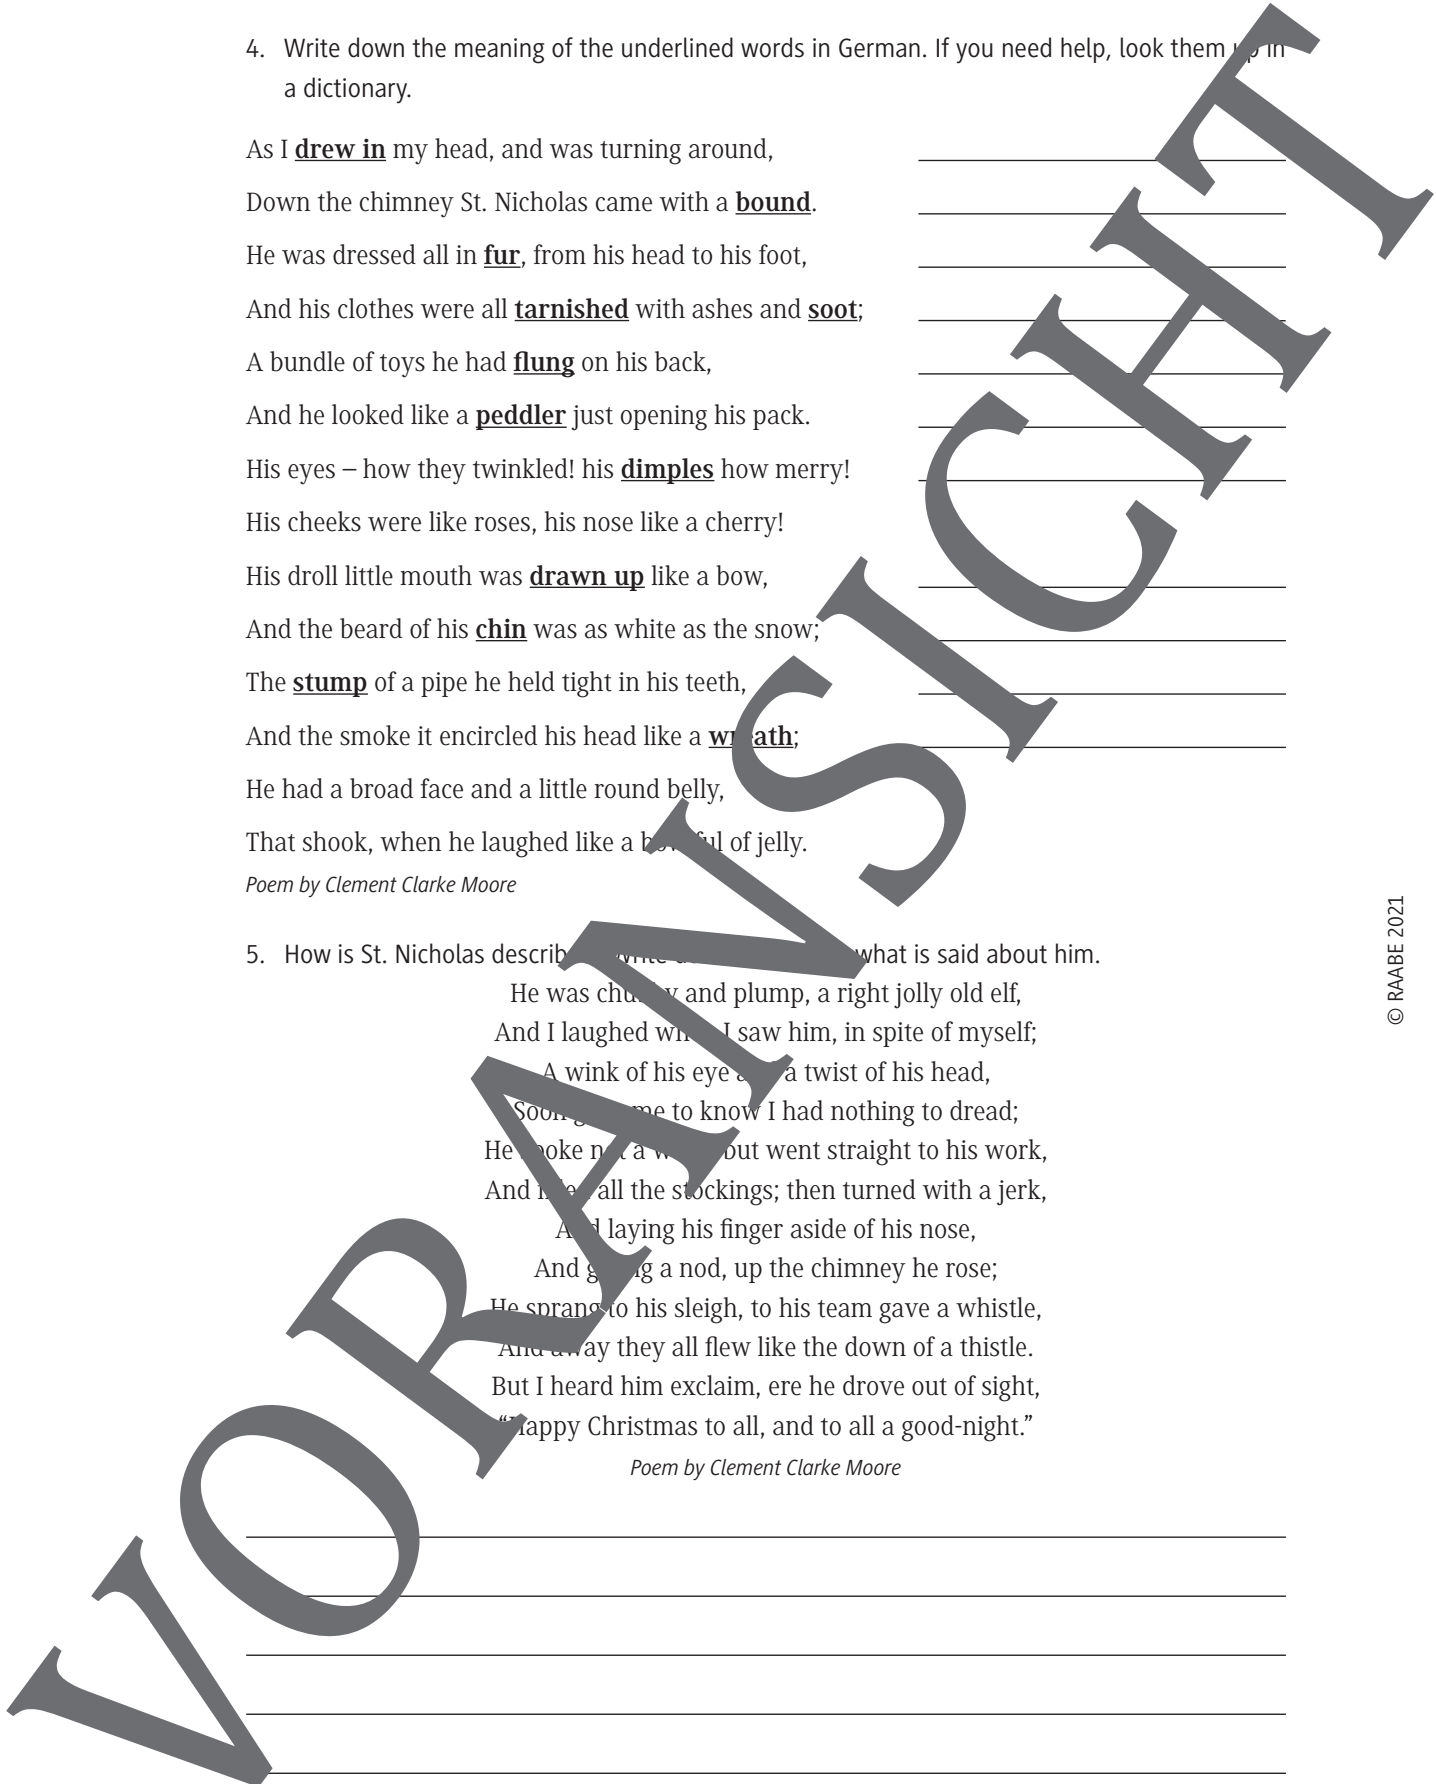 4. Write down the meaning of the underlined words in German. If you need help, look them up in
a dictionary.
As I drew in my head, and was turning around,
Down the chimney St. Nicholas came with a bound.
He was dressed all in fur, from his head to his foot,
And his clothes were all tarnished with ashes and soot;
A bundle of toys he had flung on his back,
And he looked like a peddler just opening his pack.
His eyes – how they twinkled! his dimples how merry!
His cheeks were like roses, his nose like a cherry!
His droll little mouth was drawn up like a bow,
And the beard of his chin was as white as the snow;
The stump of a pipe he held tight in his teeth,
And the smoke it encircled his head like a wreath;
He had a broad face and a little round belly,
That shook, when he laughed like a of jelly.
Poem by Clement Clarke Moore
5. How is St. Nicholas what is said about him.
He was and plump, a right jolly old elf,
And I laughed I saw him, in spite of myself;
A wink of his eye a twist of his head,
Soon me to know I had nothing to dread;
He a but went straight to his work,
And all the stockings; then turned with a jerk,
And laying his finger aside of his nose,
And a nod, up the chimney he rose;
He sprang to his sleigh, to his team gave a whistle,
And away they all flew like the down of a thistle.
But I heard him exclaim, ere he drove out of sight,
“Happy Christmas to all, and to all a good-night.”
Poem by Clement Clarke Moore
© RAABE 2021
VORANSICHT